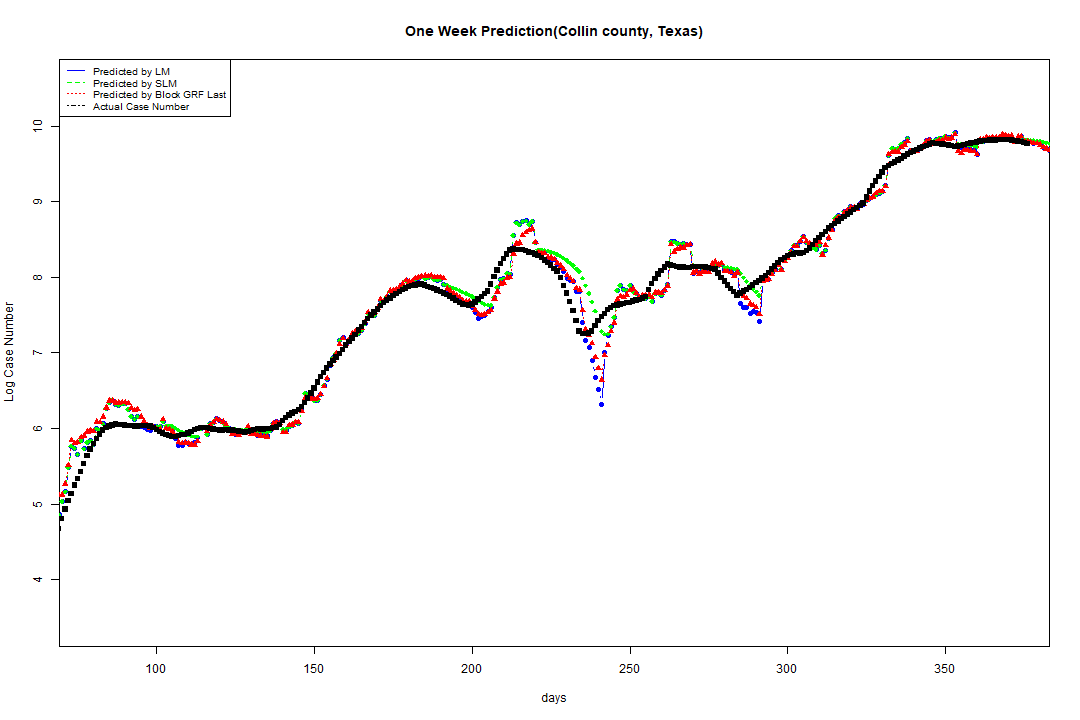 One Week Prediction(Collin county, Texas)
Predicted by LM
Predicted by SLM
Predicted by Block GRF Last
Actual Case Number
10
9
8
7
6
5
4
Log Case Number
100 150 200 250 300 350
days